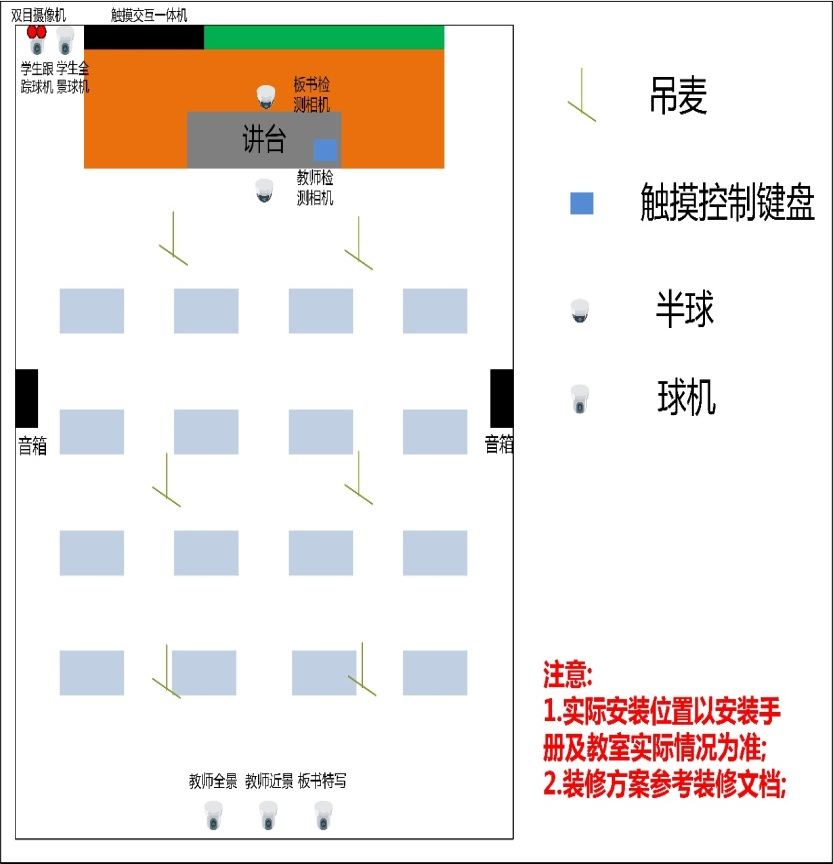 双目摄像机
触摸交互一体机
学生跟
踪球机
学生全
景球机
板书检
测相机
讲台
教师检
测相机
音箱
音箱
教师全景
教师近景
板书特写
吊麦
触摸控制键盘
半球
球机
注意:
1.实际安装位置以安装手
册及教室实际情况为准;
2.装修方案参考装修文档;